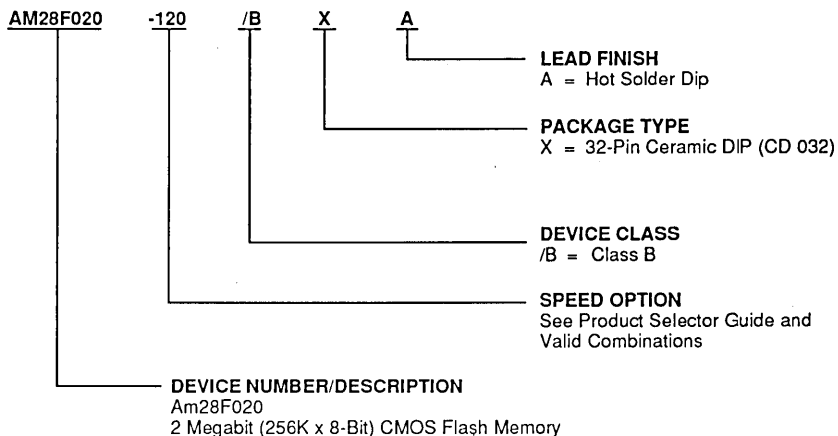 AM28F020 -120 /B X A
LEAD FINISH
A = Hot Solder Dip
PACKAGE TYPE
X = 32-Pin Ceramic DIP (CD 032)
DEVICE CLASS
/B = Class B
SPEED OPTION
See Product Selector Guide and
Valid Combinations
DEVICE NUMBER/DESCRIPTION
Am28F020
2 Megabit (256K x 8-Bit) CMOS Flash Memory